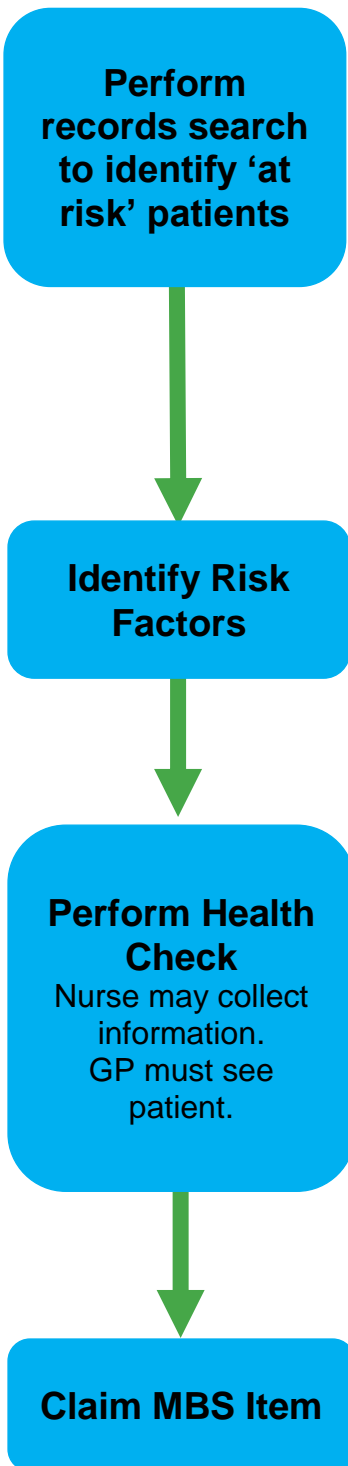 Perform
records search
to identify ‘at
risk’ patients
Identify Risk
Factors
Perform Health
Check
Nurse may collect
information.
GP must see
patient.
Claim MBS Item